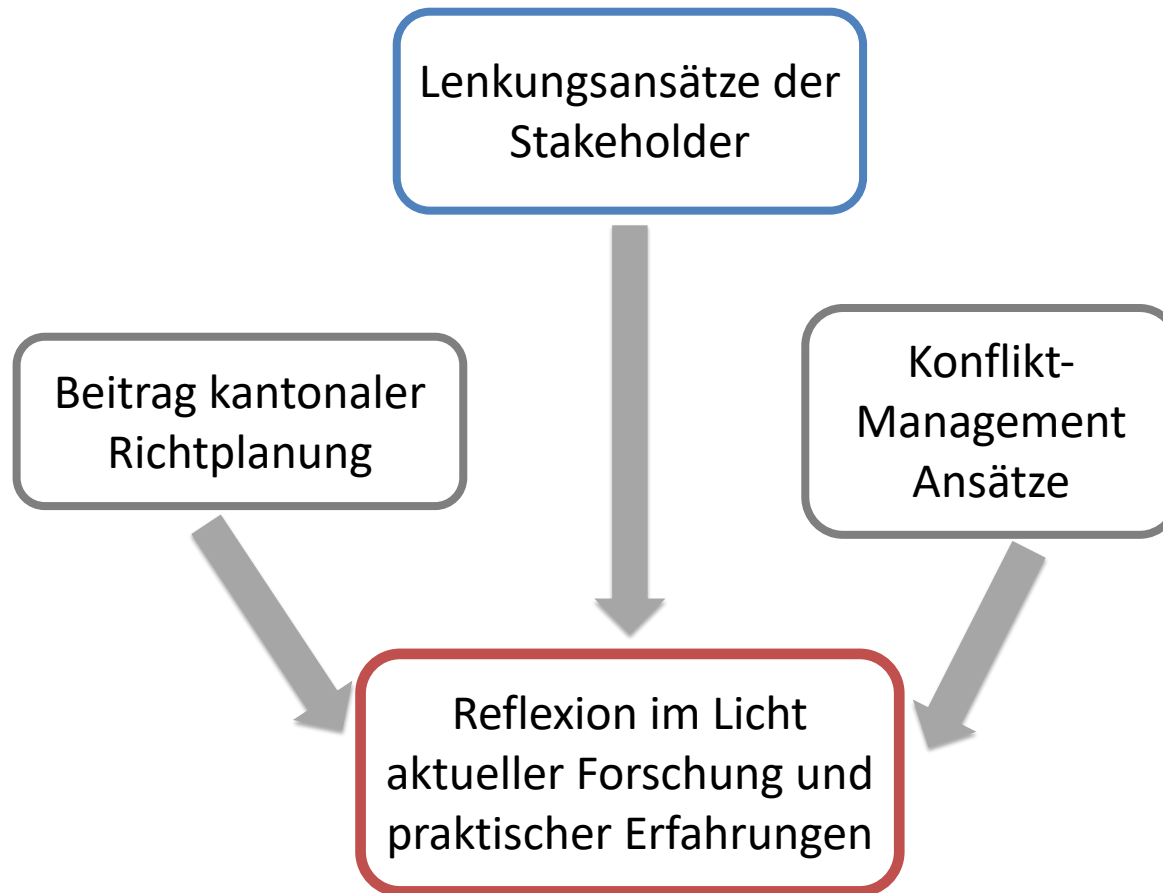 Lenkungsansätze der
Stakeholder
Beitrag kantonaler
Richtplanung
Konflikt-
Management
Ansätze
Reflexion im Licht
aktueller Forschung und
praktischer Erfahrungen